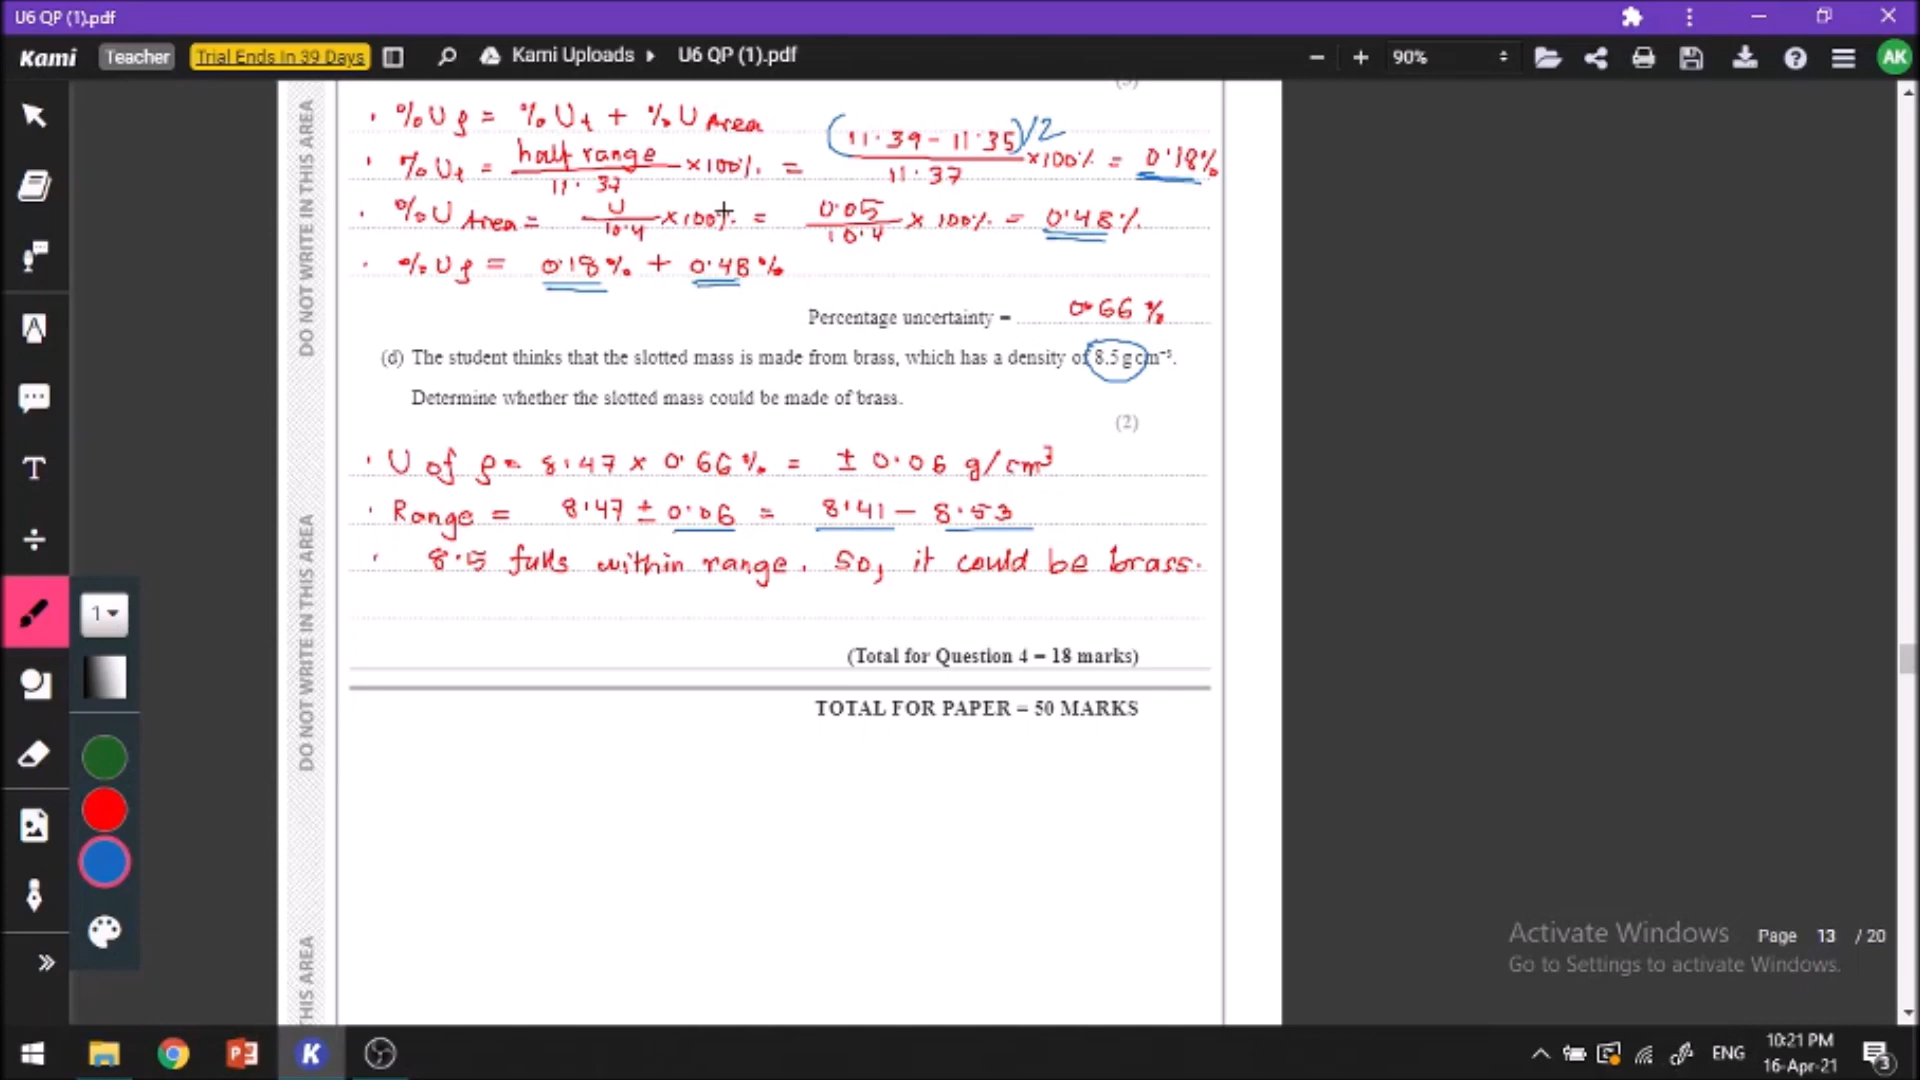 U6 QP (1).pdf
Kami Teacher Trial Ends In 39 Days Kami Uploads U6 QP (1).pdf 90% AK
(3)
DO NOT WRITE IN THIS AREA
• %Uρ = %Ut + %U Area
• %Ut = half range / 11.37 × 100% = (11.39 - 11.35)/2 / 11.37 × 100% = 0.18%
• %U Area = U / 10.4 × 100% = 0.05 / 10.4 × 100% = 0.48%
• %Uρ = 0.18% + 0.48%
Percentage uncertainty = 0.66 %
(d) The student thinks that the slotted mass is made from brass, which has a density of 8.5 g cm⁻³.
Determine whether the slotted mass could be made of brass.
(2)
• U of ρ = 8.47 × 0.66 % = ± 0.06 g/cm³
• Range = 8.47 ± 0.06 = 8.41 - 8.53
• 8.5 falls within range. So, it could be brass.
DO NOT WRITE IN THIS AREA
1
(Total for Question 4 = 18 marks)
TOTAL FOR PAPER = 50 MARKS
THIS AREA
Activate Windows
Page 13 / 20
Go to Settings to activate Windows.
ENG
10:21 PM
16-Apr-21
3